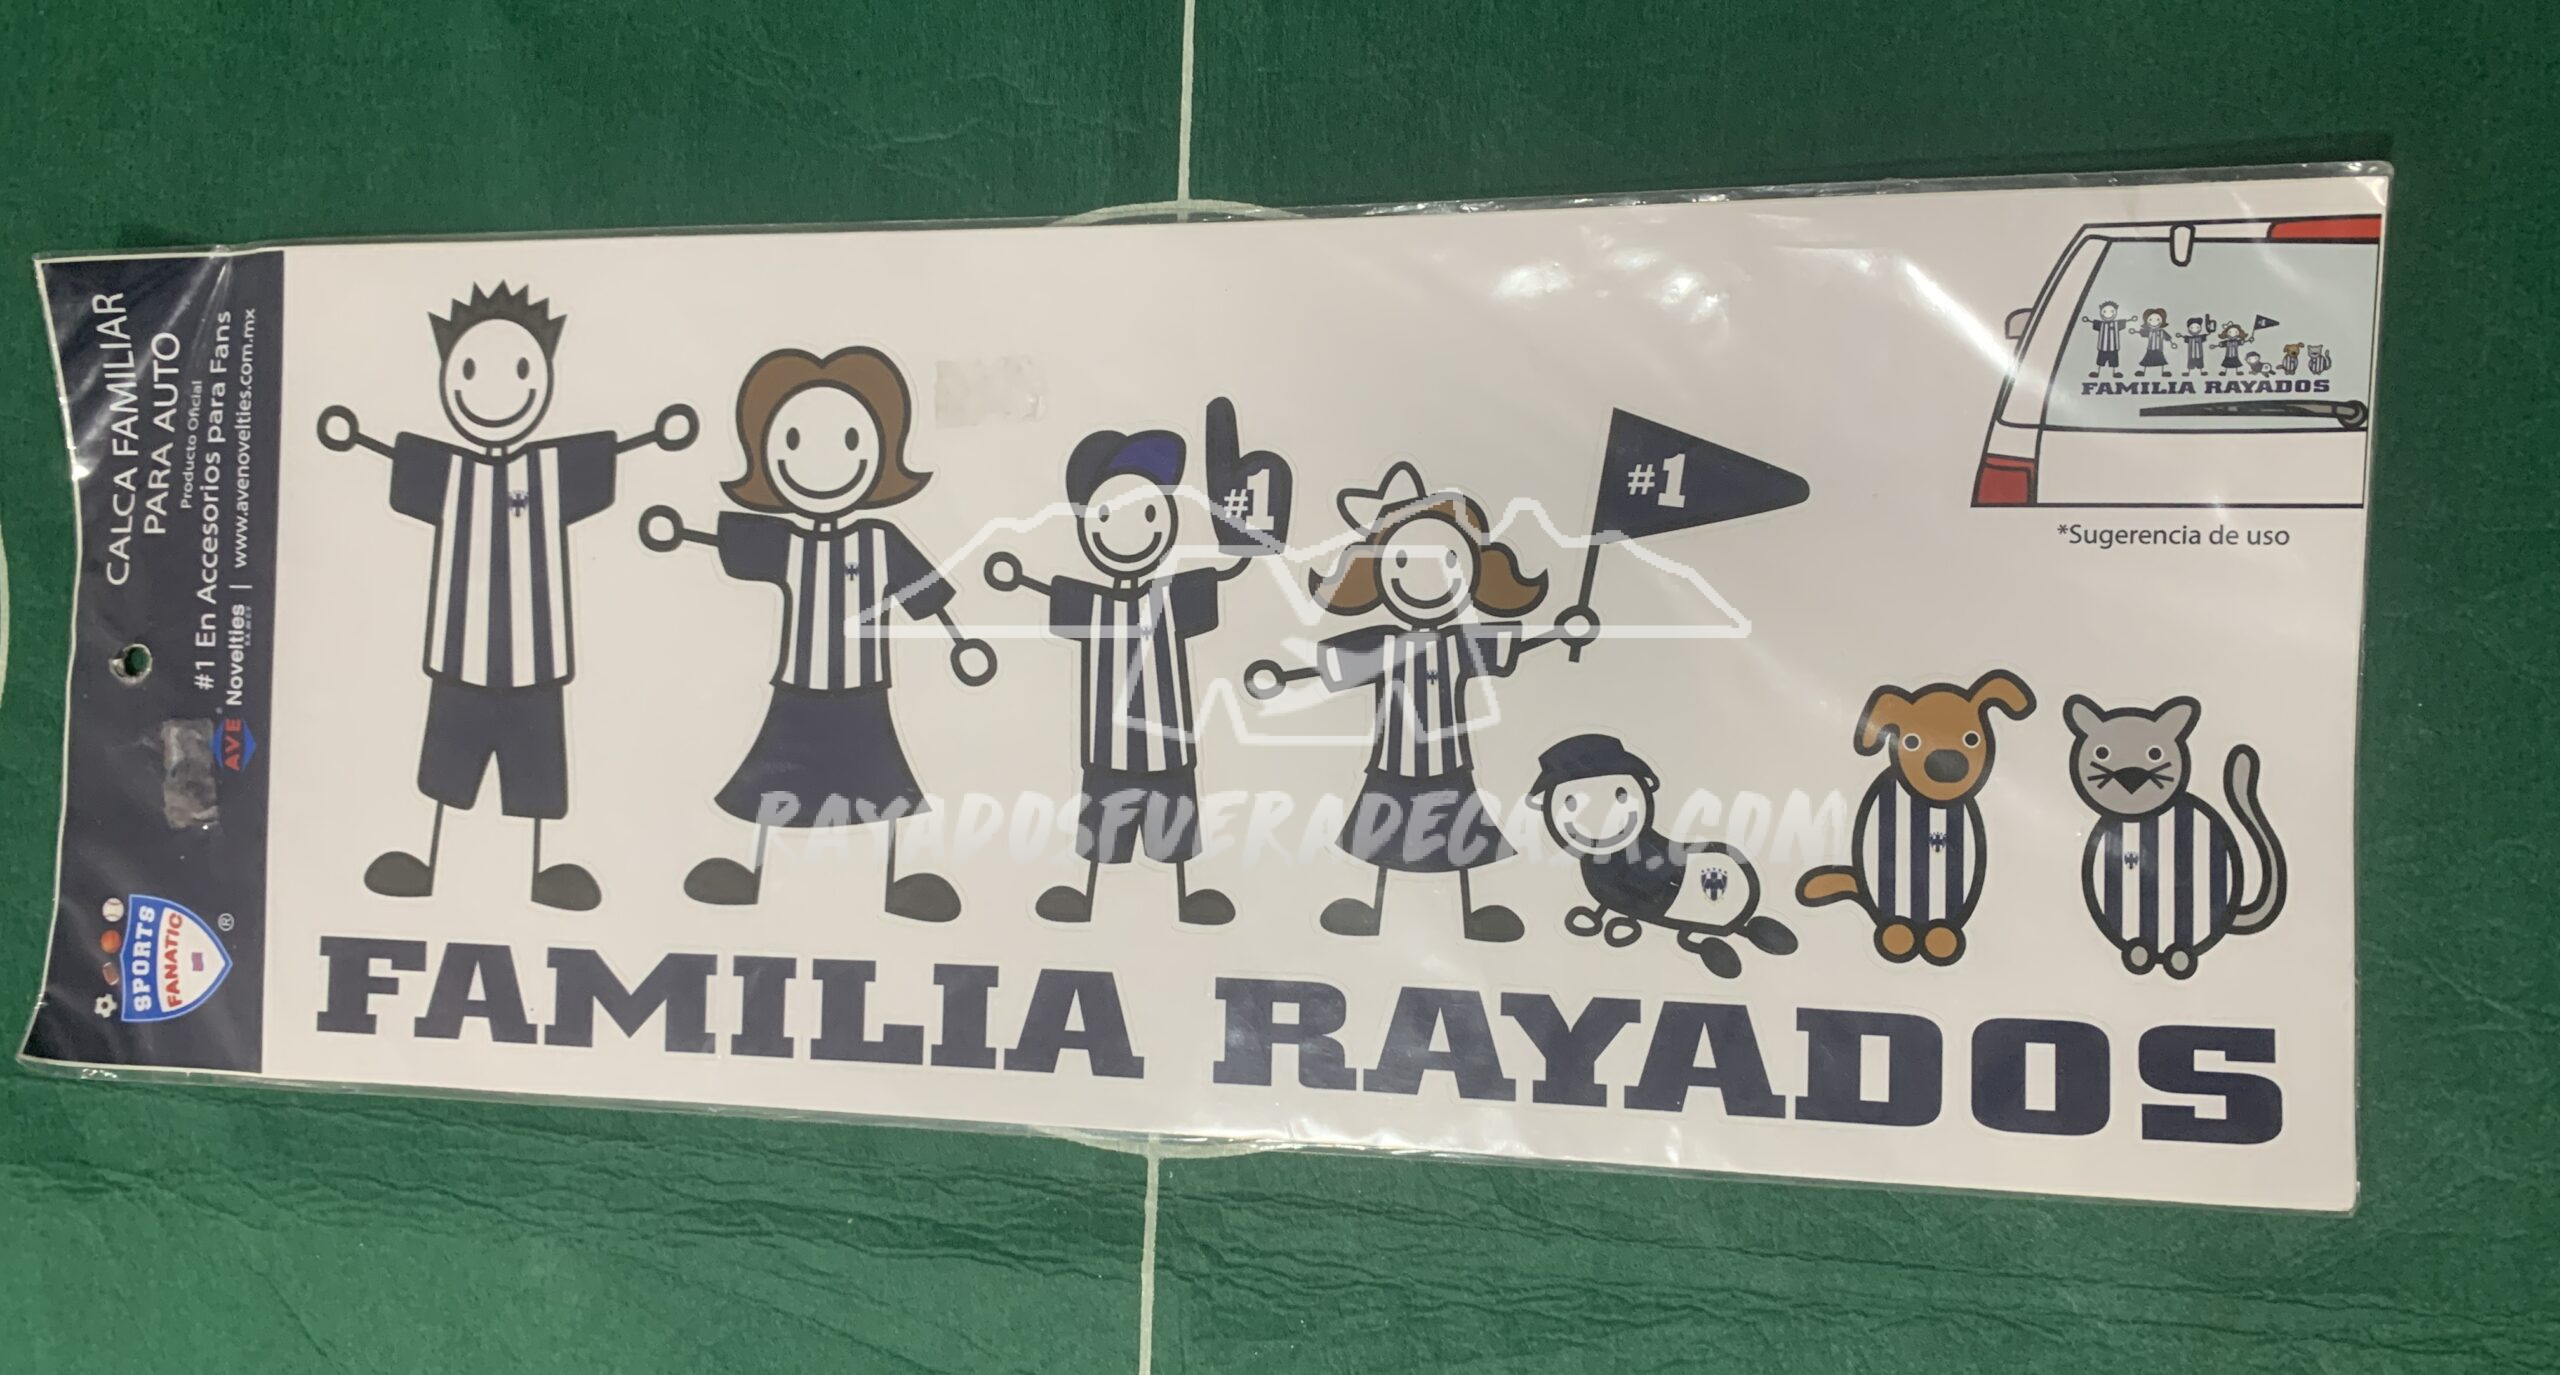 CALCA FAMILIAR
PARA AUTO
Producto Oficial
#1 En Accesorios para Fans
AVE Novelties | www.avenovelties.com.mx
SPORTS
FANATIC
®
#1
#1
FAMILIA RAYADOS
*Sugerencia de uso
RAYADOSFUERADECASA.COM
FAMILIA RAYADOS